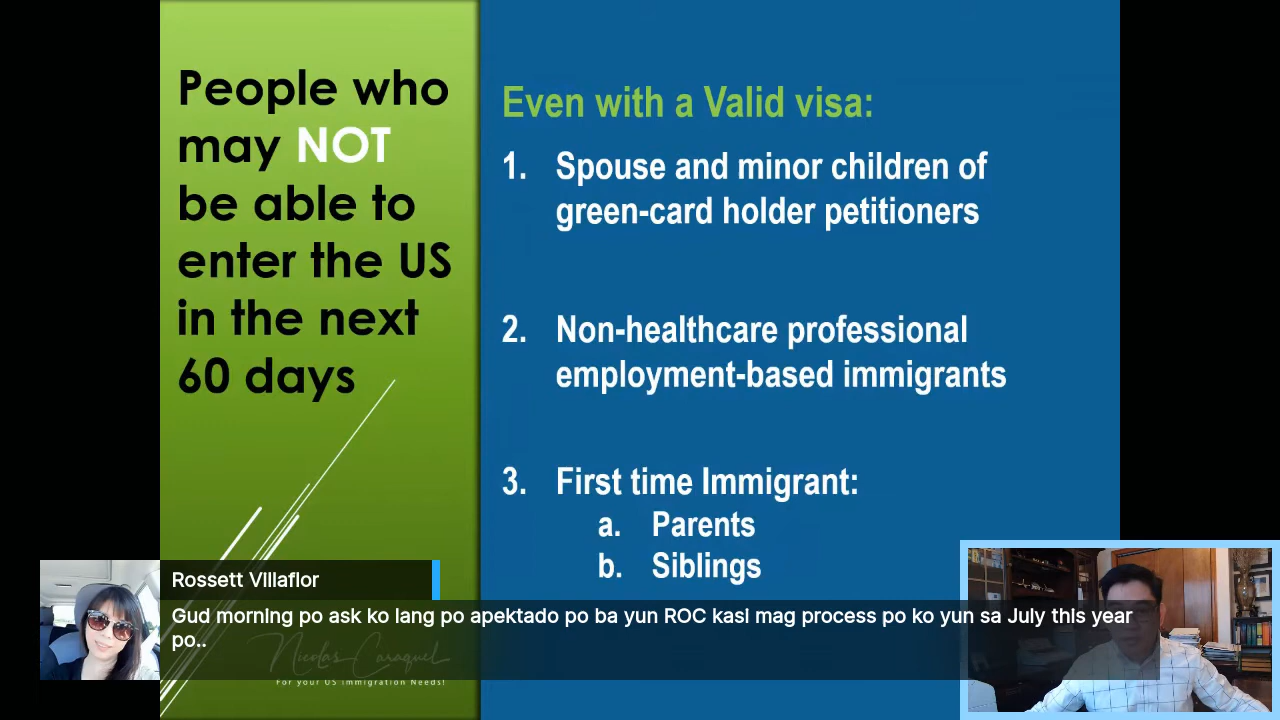 People who
may NOT
be able to
enter the US
in the next
60 days
Even with a Valid visa:
1. Spouse and minor children of
green-card holder petitioners
2. Non-healthcare professional
employment-based immigrants
3. First time Immigrant:
a. Parents
b. Siblings
Rossett Villaflor
Gud morning po ask ko lang po apektado po ba yun ROC kasi mag process po ko yun sa July this year
po..
Nicolas Caraquel
For your US Immigration Needs!